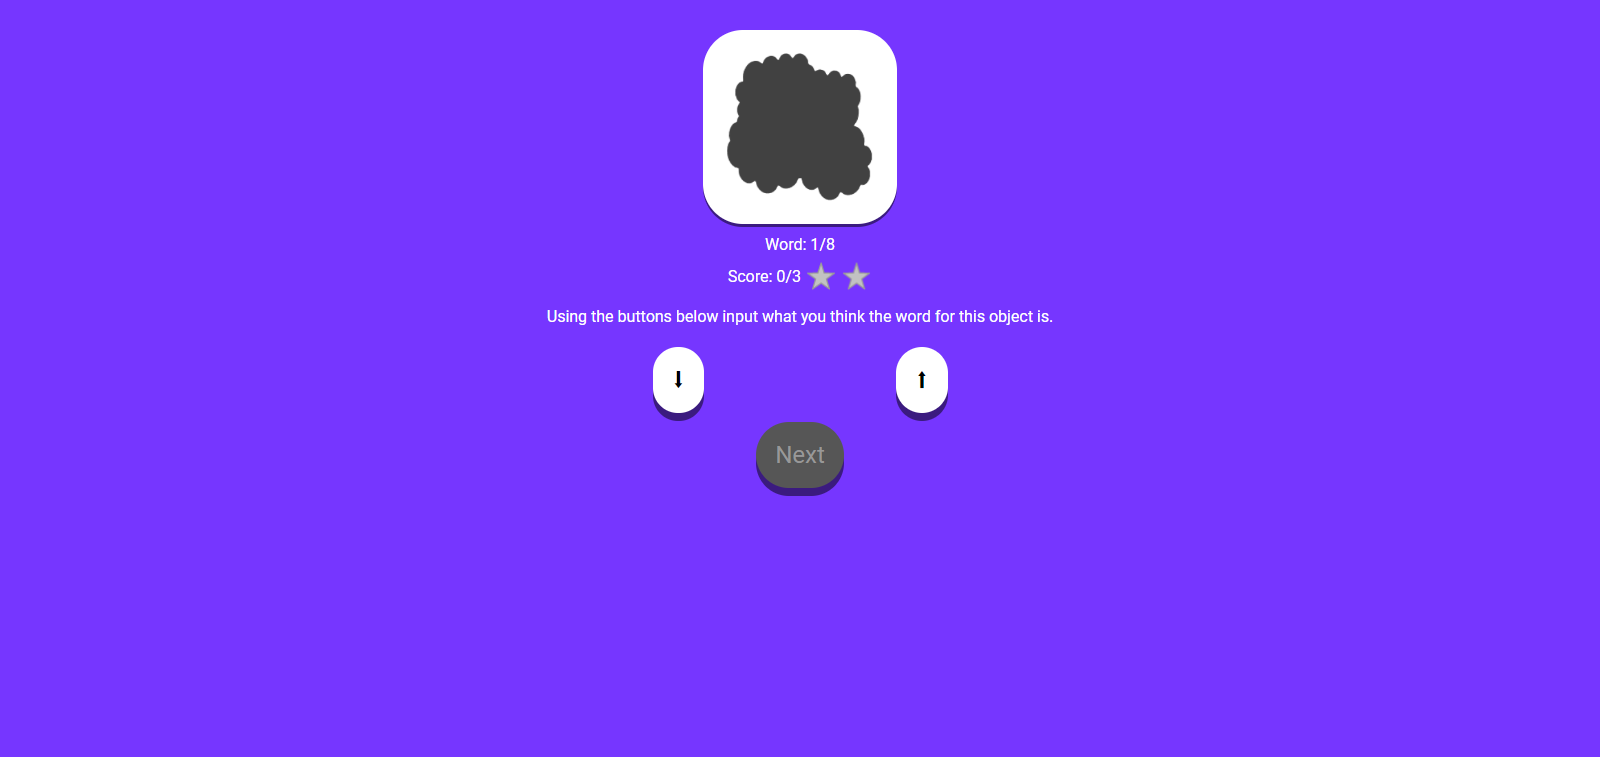 Word: 1/8
Score: 0/3
Using the buttons below input what you think the word for this object is.
Next